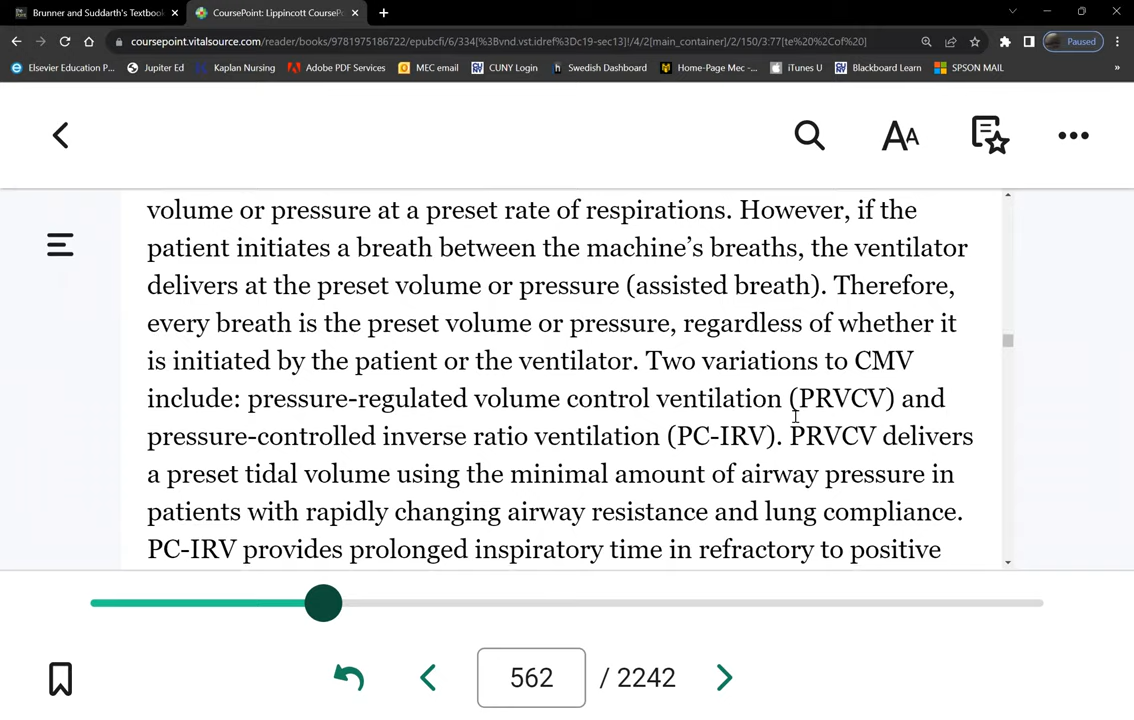 Brunner and Suddarth's Textbook
CoursePoint: Lippincott CourseP
coursepoint.vitalsource.com/reader/books/9781975186722/epubcfi/6/334[%3Bvnd.vst.idref%3Dc19-sec13]!/4/2[main_container]/2/150/3:77[te%20%2Cof%20]
Paused
Elsevier Education P...
Jupiter Ed
Kaplan Nursing
Adobe PDF Services
MEC email
CUNY Login
Swedish Dashboard
Home-Page Mec -...
iTunes U
Blackboard Learn
SPSON MAIL
»
AA
volume or pressure at a preset rate of respirations. However, if the
patient initiates a breath between the machine’s breaths, the ventilator
delivers at the preset volume or pressure (assisted breath). Therefore,
every breath is the preset volume or pressure, regardless of whether it
is initiated by the patient or the ventilator. Two variations to CMV
include: pressure-regulated volume control ventilation (PRVCV) and
pressure-controlled inverse ratio ventilation (PC-IRV). PRVCV delivers
a preset tidal volume using the minimal amount of airway pressure in
patients with rapidly changing airway resistance and lung compliance.
PC-IRV provides prolonged inspiratory time in refractory to positive
562 / 2242